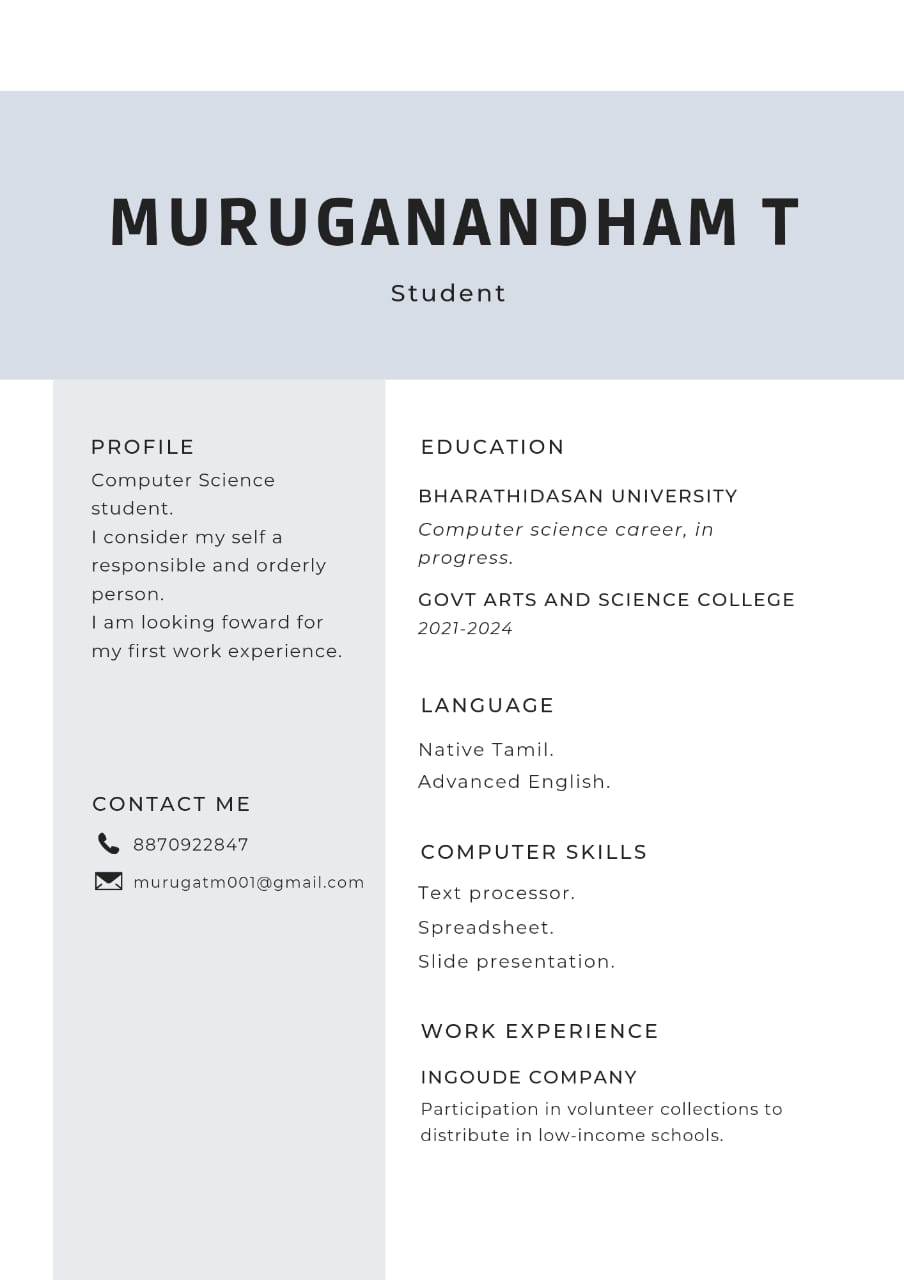 MURUGANANDHAM T
Student
PROFILE
Computer Science
student.
I consider my self a
responsible and orderly
person.
I am looking foward for
my first work experience.
CONTACT ME
8870922847
murugatm001@gmail.com
EDUCATION
BHARATHIDASAN UNIVERSITY
Computer science career, in
progress.
GOVT ARTS AND SCIENCE COLLEGE
2021-2024
LANGUAGE
Native Tamil.
Advanced English.
COMPUTER SKILLS
Text processor.
Spreadsheet.
Slide presentation.
WORK EXPERIENCE
INGOUDE COMPANY
Participation in volunteer collections to
distribute in low-income schools.